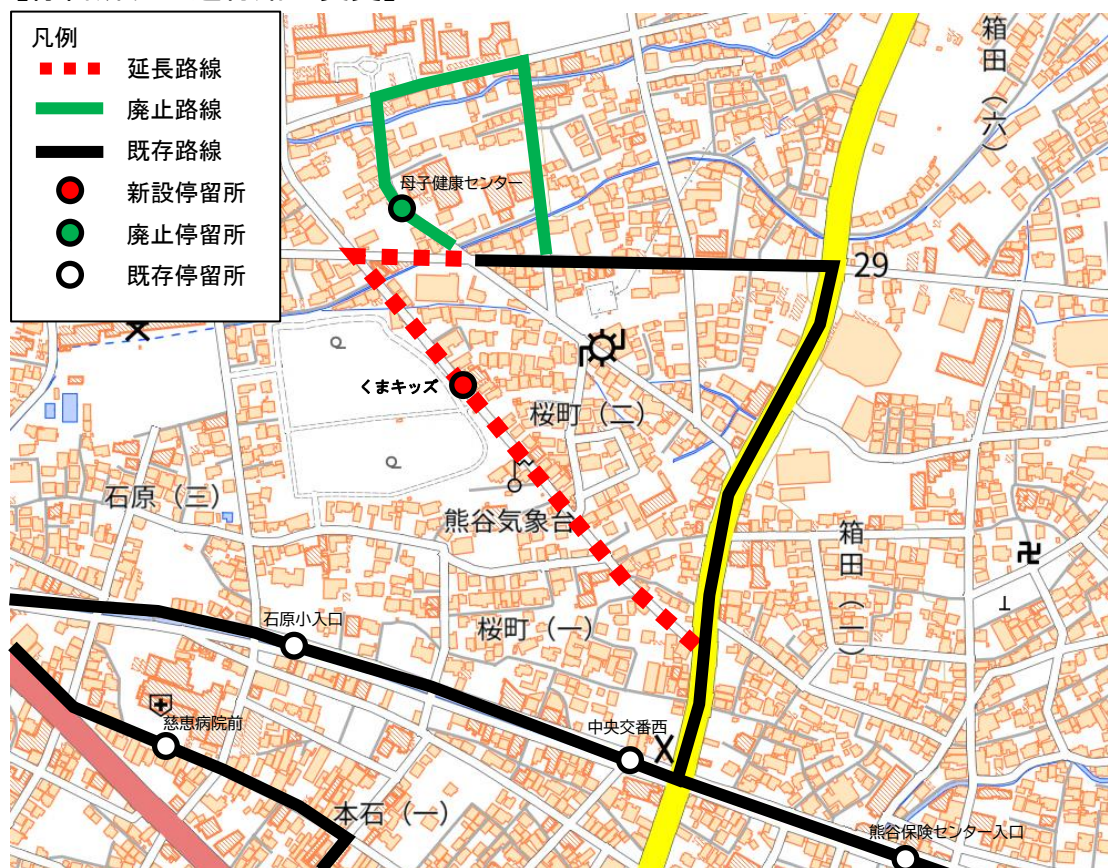 凡例
延長路線
廃止路線
既存路線
新設停留所
廃止停留所
既存停留所
箱田（六）
母子健康センター
29
くまキッズ
桜町（二）
石原（三）
熊谷気象台
箱田（一）
石原小入口
桜町（一）
慈恵病院前
中央交番西
本石（一）
熊谷保険センター入口